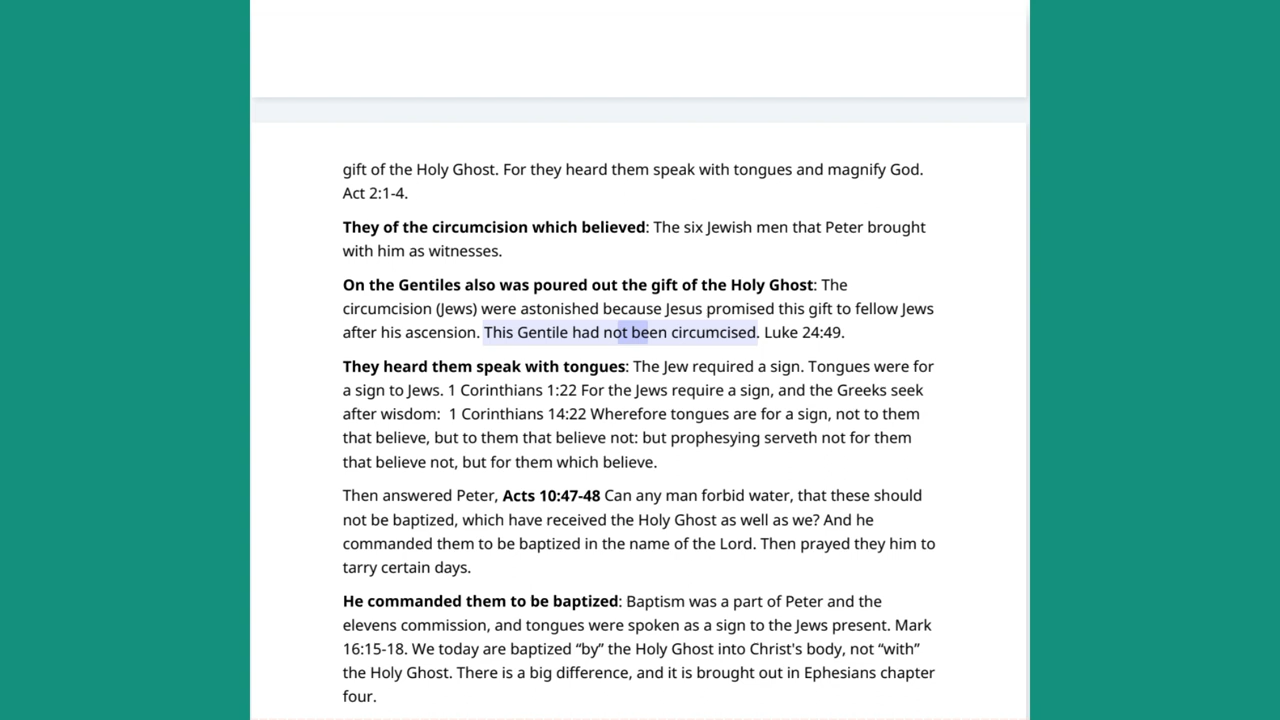 gift of the Holy Ghost. For they heard them speak with tongues and magnify God.
Act 2:1-4.
They of the circumcision which believed: The six Jewish men that Peter brought
with him as witnesses.
On the Gentiles also was poured out the gift of the Holy Ghost: The
circumcision (Jews) were astonished because Jesus promised this gift to fellow Jews
after his ascension. This Gentile had not been circumcised. Luke 24:49.
They heard them speak with tongues: The Jew required a sign. Tongues were for
a sign to Jews. 1 Corinthians 1:22 For the Jews require a sign, and the Greeks seek
after wisdom:  1 Corinthians 14:22 Wherefore tongues are for a sign, not to them
that believe, but to them that believe not: but prophesying serveth not for them
that believe not, but for them which believe.
Then answered Peter, Acts 10:47-48 Can any man forbid water, that these should
not be baptized, which have received the Holy Ghost as well as we? And he
commanded them to be baptized in the name of the Lord. Then prayed they him to
tarry certain days.
He commanded them to be baptized: Baptism was a part of Peter and the
elevens commission, and tongues were spoken as a sign to the Jews present. Mark
16:15-18. We today are baptized “by” the Holy Ghost into Christ's body, not “with”
the Holy Ghost. There is a big difference, and it is brought out in Ephesians chapter
four.